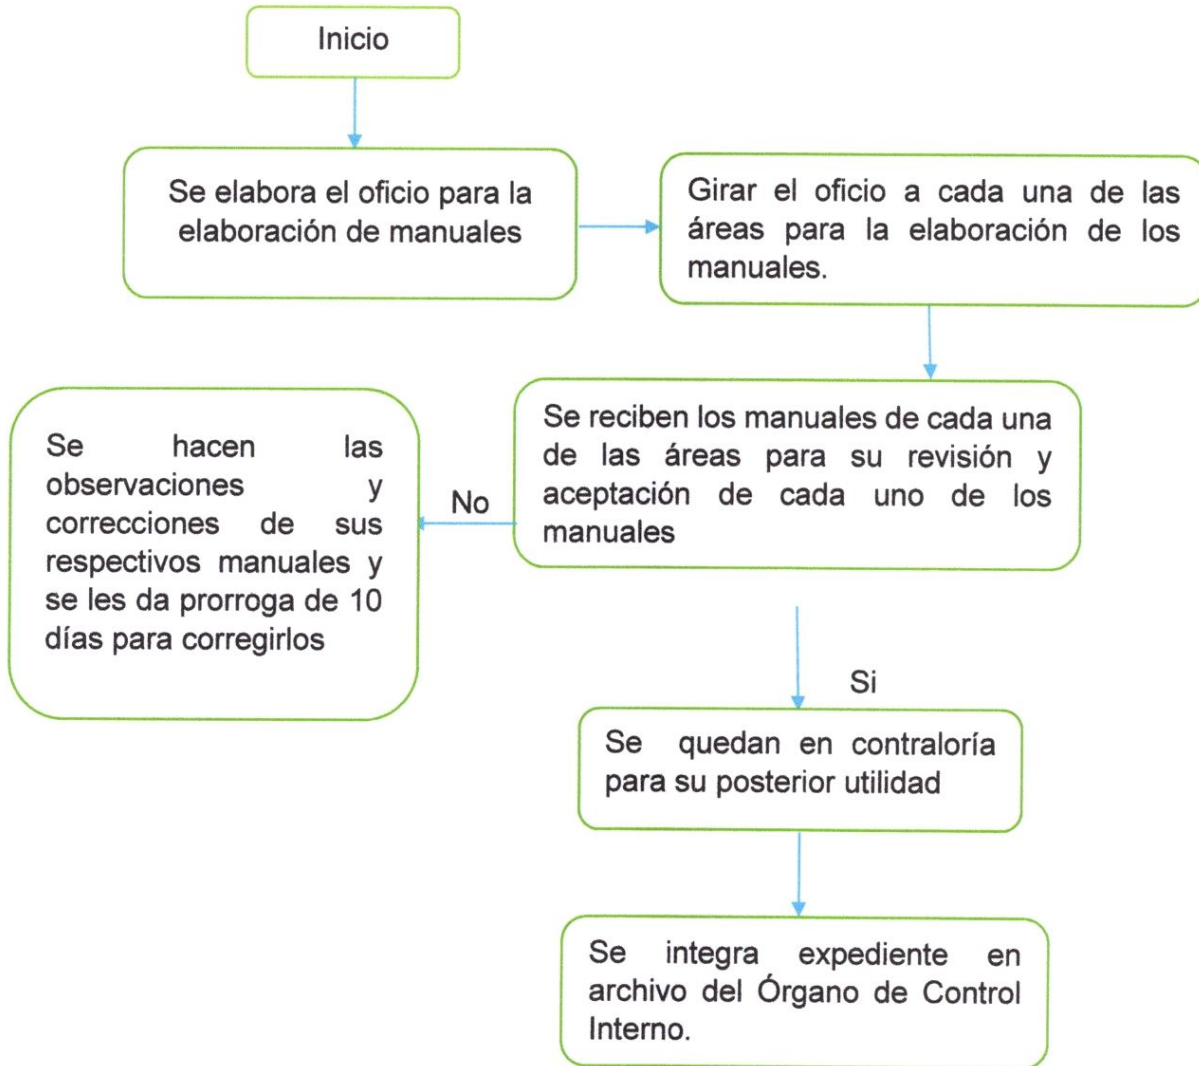 Inicio
Se elabora el oficio para la
elaboración de manuales
Girar el oficio a cada una de las
áreas para la elaboración de los
manuales.
Se reciben los manuales de cada una
de las áreas para su revisión y
aceptación de cada uno de los
manuales
No
Se hacen las
observaciones y
correcciones de sus
respectivos manuales y
se les da prorroga de 10
días para corregirlos
Si
Se quedan en contraloría
para su posterior utilidad
Se integra expediente en
archivo del Órgano de Control
Interno.